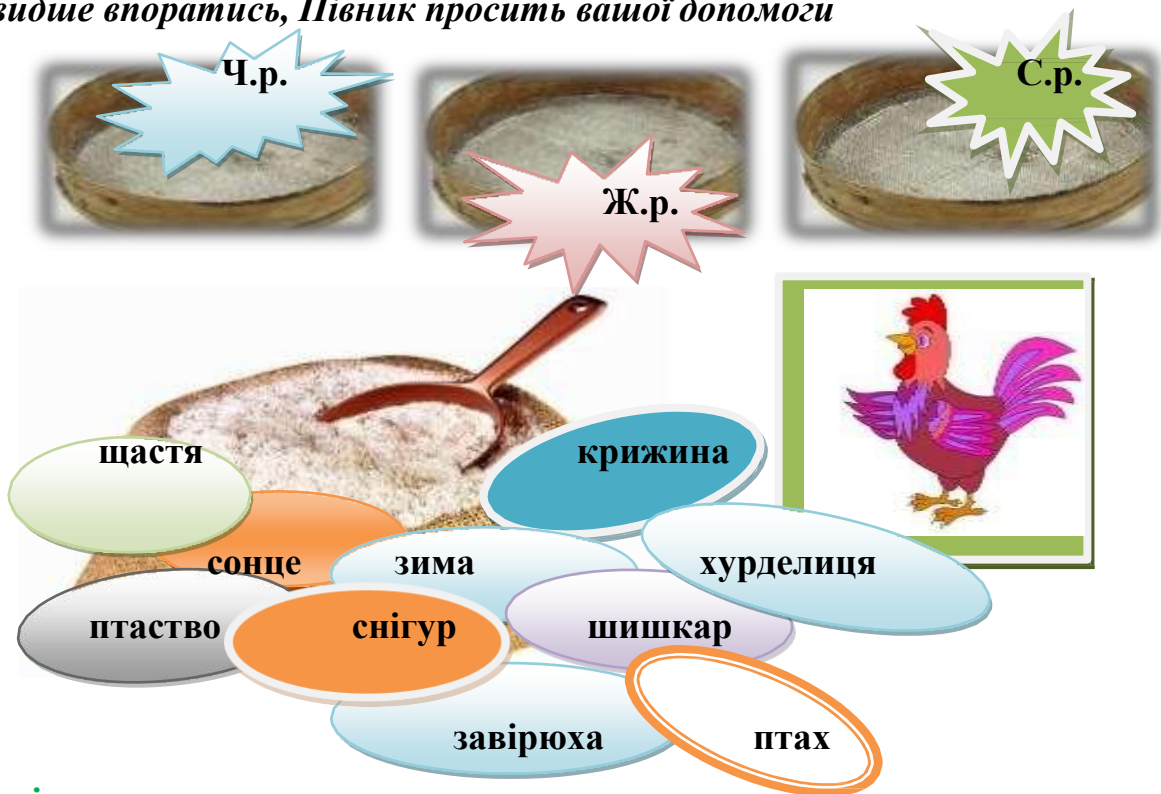 видше впоратись, Півник просить вашої допомоги
Ч.р.
С.р.
Ж.р.
щастя
крижина
сонце
зима
хурделиця
птаство
снігур
шишкар
завірюха
птах
.